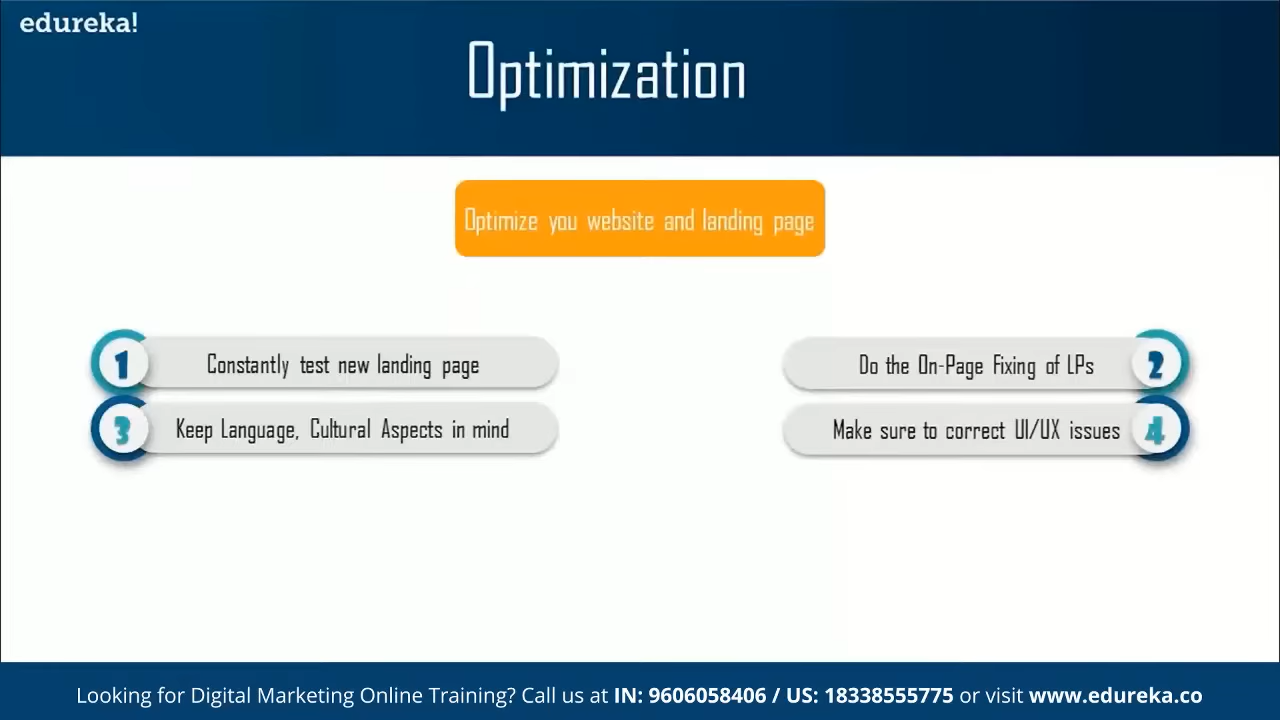 edureka!
Optimization
Optimize you website and landing page
1 Constantly test new landing page
Do the On-Page Fixing of LPs 2
3 Keep Language, Cultural Aspects in mind
Make sure to correct UI/UX issues 4
Looking for Digital Marketing Online Training? Call us at IN: 9606058406 / US: 18338555775 or visit www.edureka.co